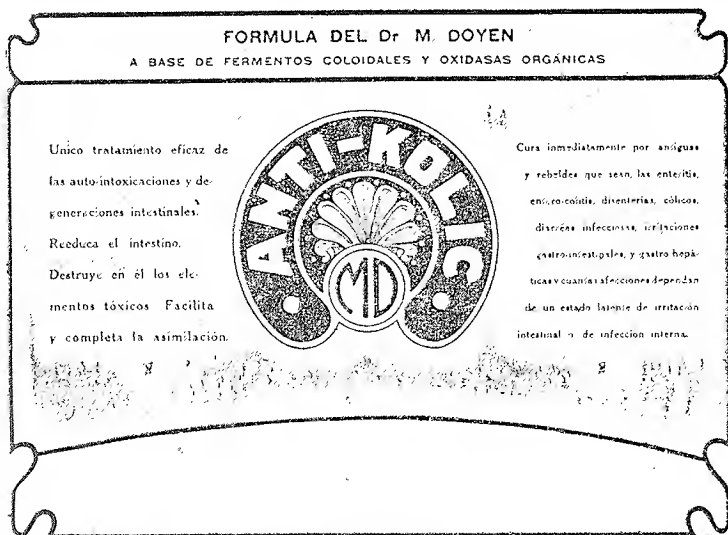 FORMULA DEL Dr M. DOYEN
A BASE DE FERMENTOS COLOIDALES Y OXIDASAS ORGÁNICAS
Unico tratamiento eficaz de
las auto-intoxicaciones y de-
generaciones intestinales.
Reeduca el intestino.
Destruye en él los ele-
mentos tóxicos Facilita
y completa la asimilación.
ANTI-KOLIC
MD
Cura inmediatamente por antiguas
y rebeldes que sean, las enteritis,
entero-colitis, disenterias, cólicos,
diarréas infecciosas, irritaciones
gastro-intestinales, y gastro hepá-
ticas y cuantas afecciones dependan
de un estado latente de irritación
intestinal o de infeccion interna.